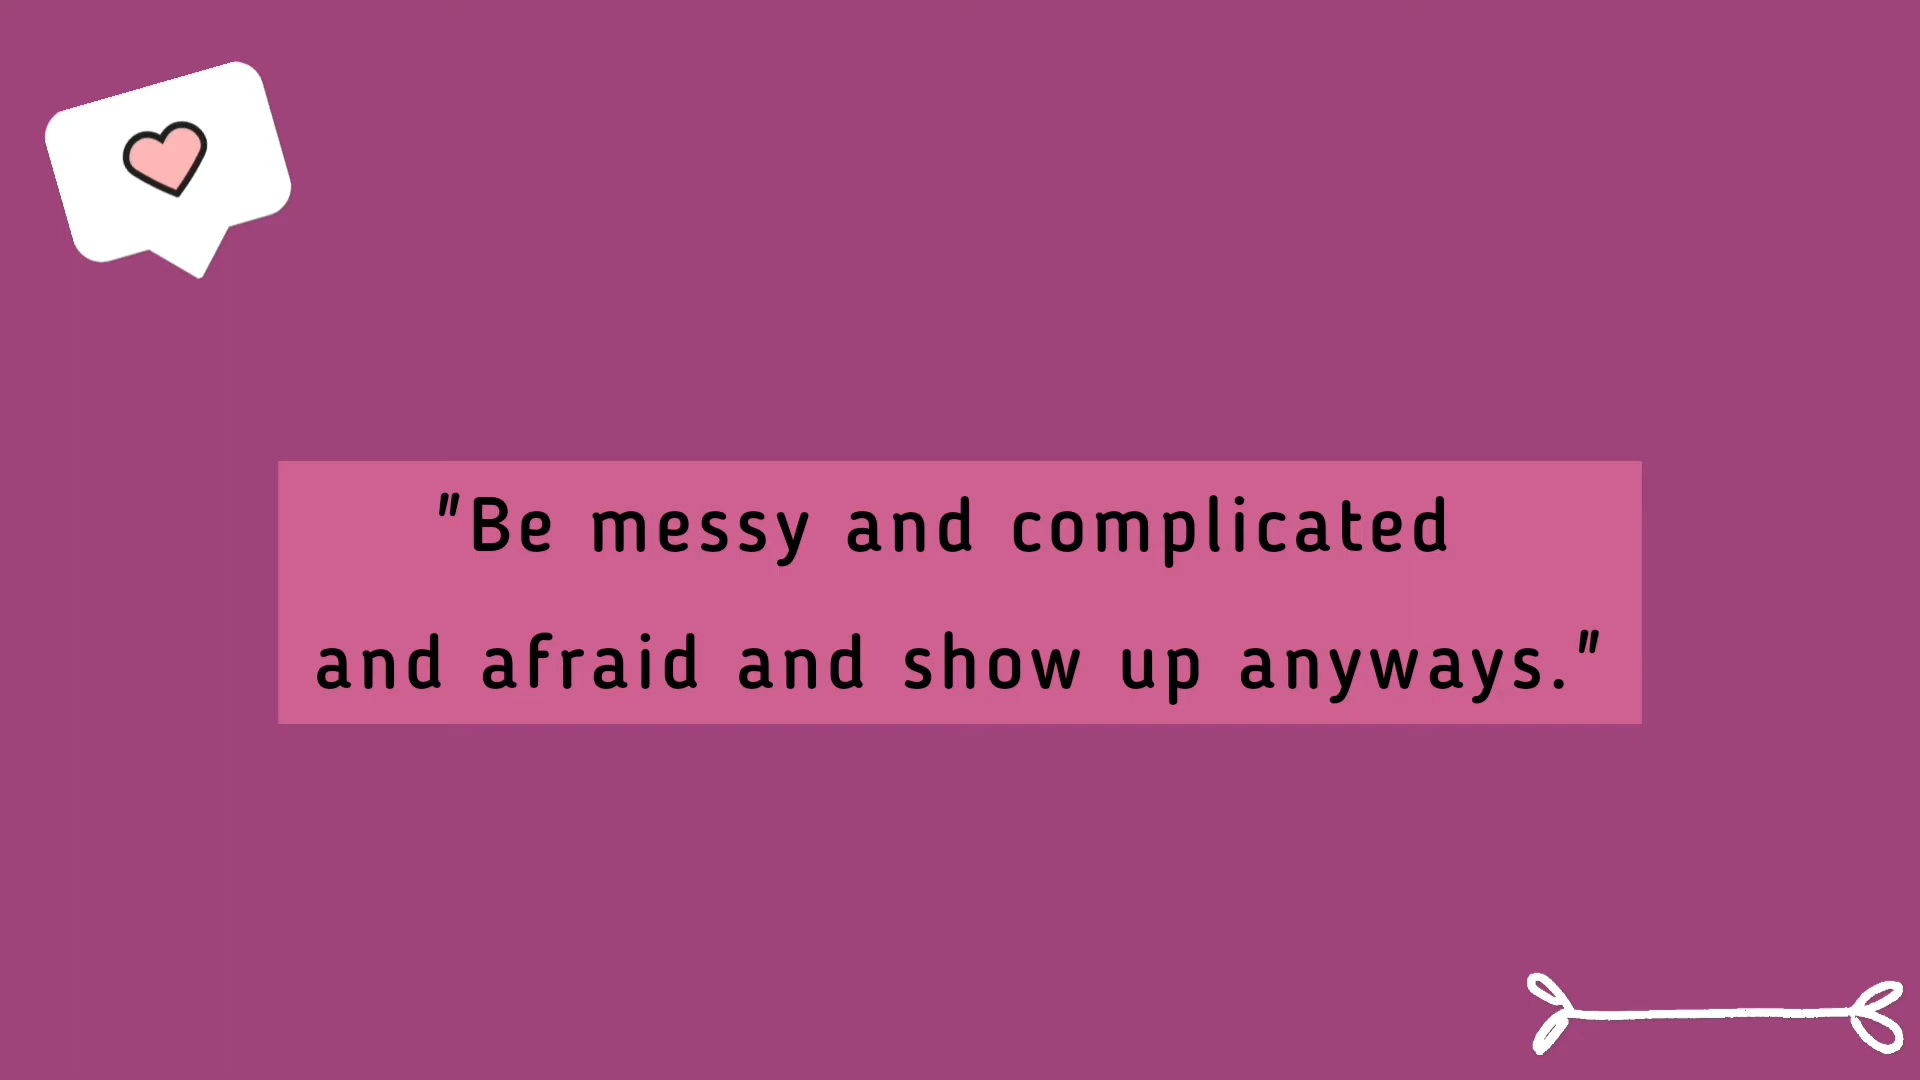 "Be messy and complicated
and afraid and show up anyways."